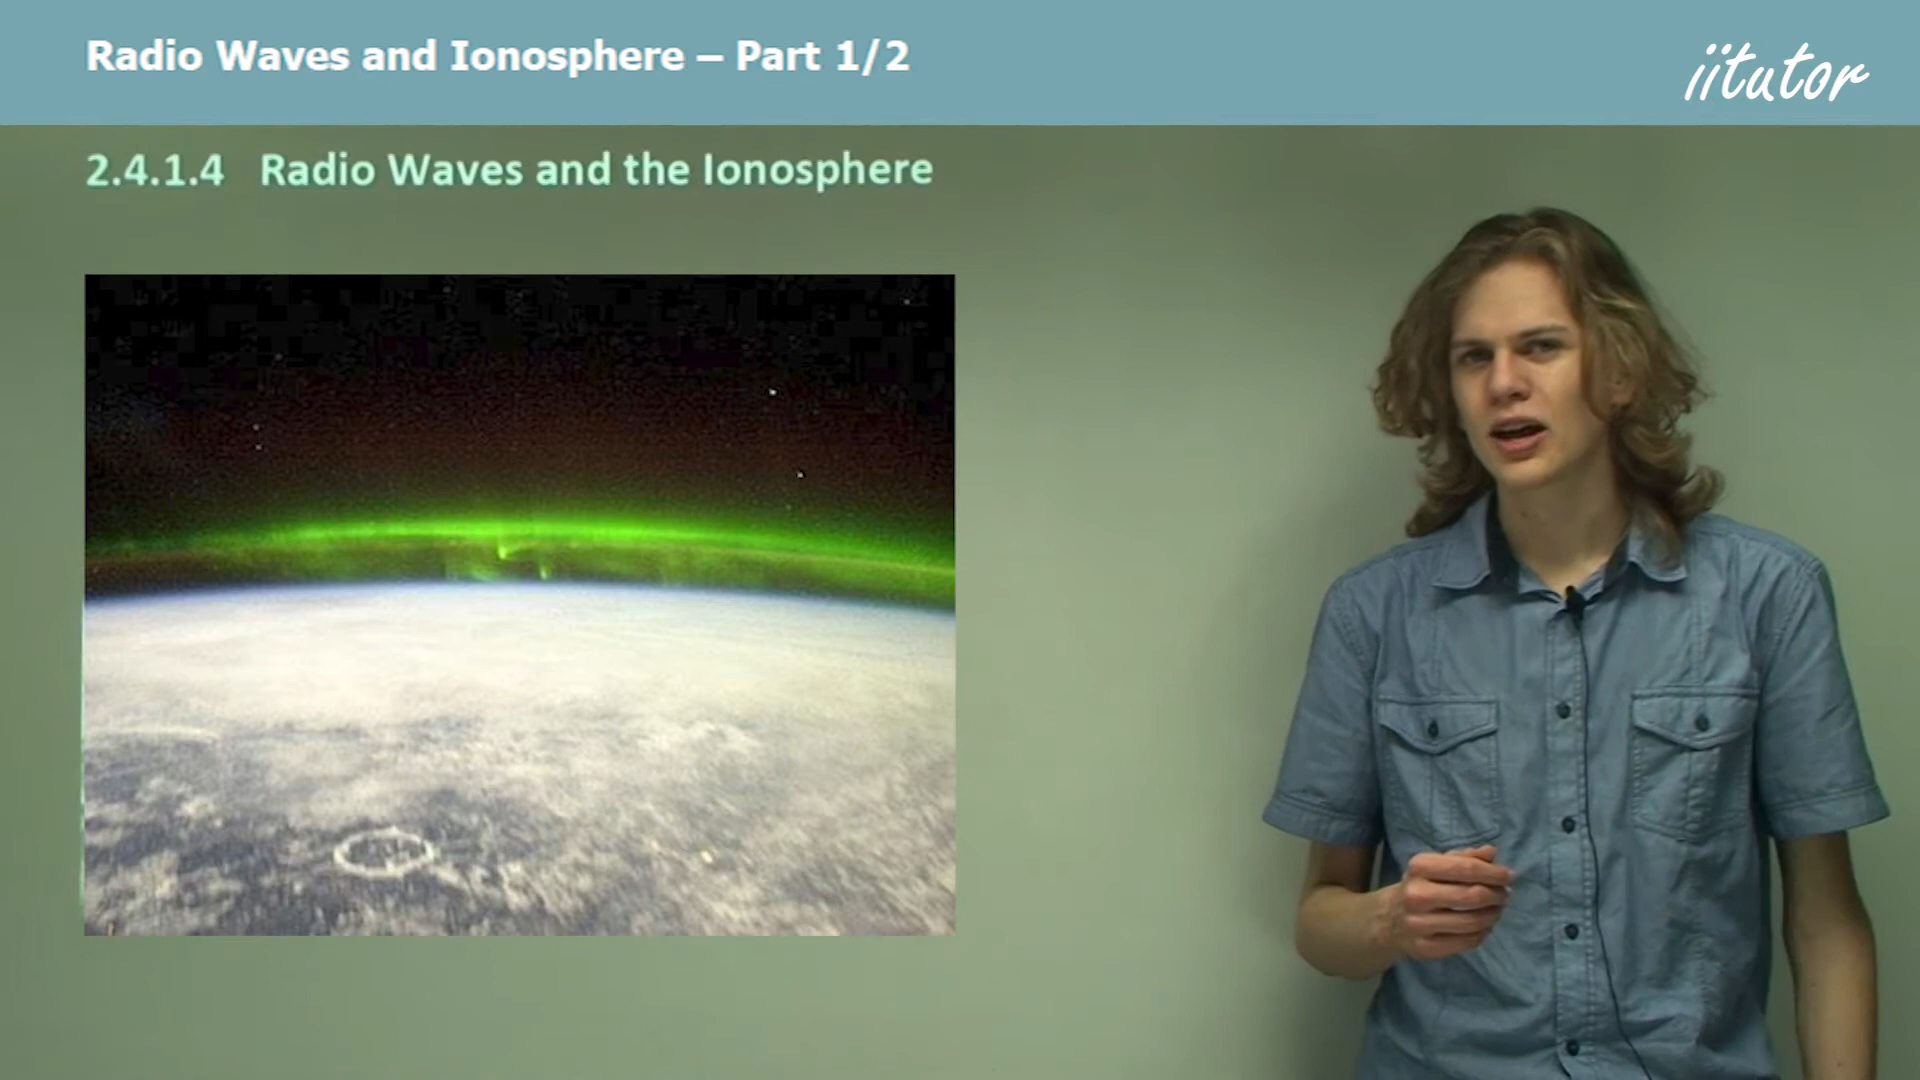 Radio Waves and Ionosphere – Part 1/2
iitutor
2.4.1.4 Radio Waves and the Ionosphere